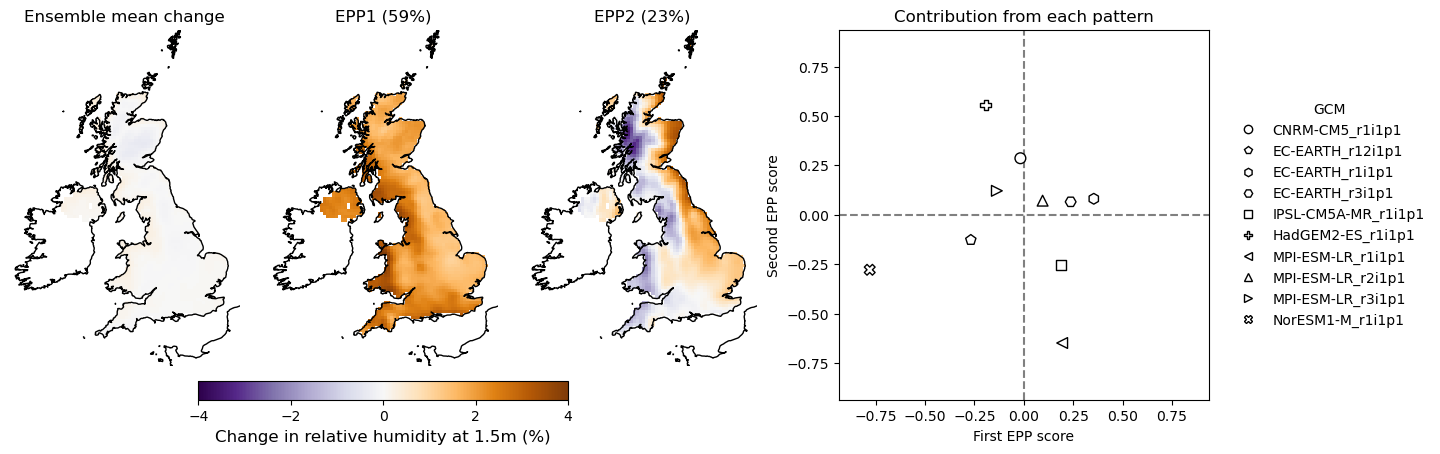 Ensemble mean change
EPP1 (59%)
EPP2 (23%)
−4
−2
0
2
4
Change in relative humidity at 1.5m (%)
Contribution from each pattern
Second EPP score
0.75
0.50
0.25
0.00
−0.25
−0.50
−0.75
−0.75
−0.50
−0.25
0.00
0.25
0.50
0.75
First EPP score
GCM
CNRM-CM5_r1i1p1
EC-EARTH_r12i1p1
EC-EARTH_r1i1p1
EC-EARTH_r3i1p1
IPSL-CM5A-MR_r1i1p1
HadGEM2-ES_r1i1p1
MPI-ESM-LR_r1i1p1
MPI-ESM-LR_r2i1p1
MPI-ESM-LR_r3i1p1
NorESM1-M_r1i1p1